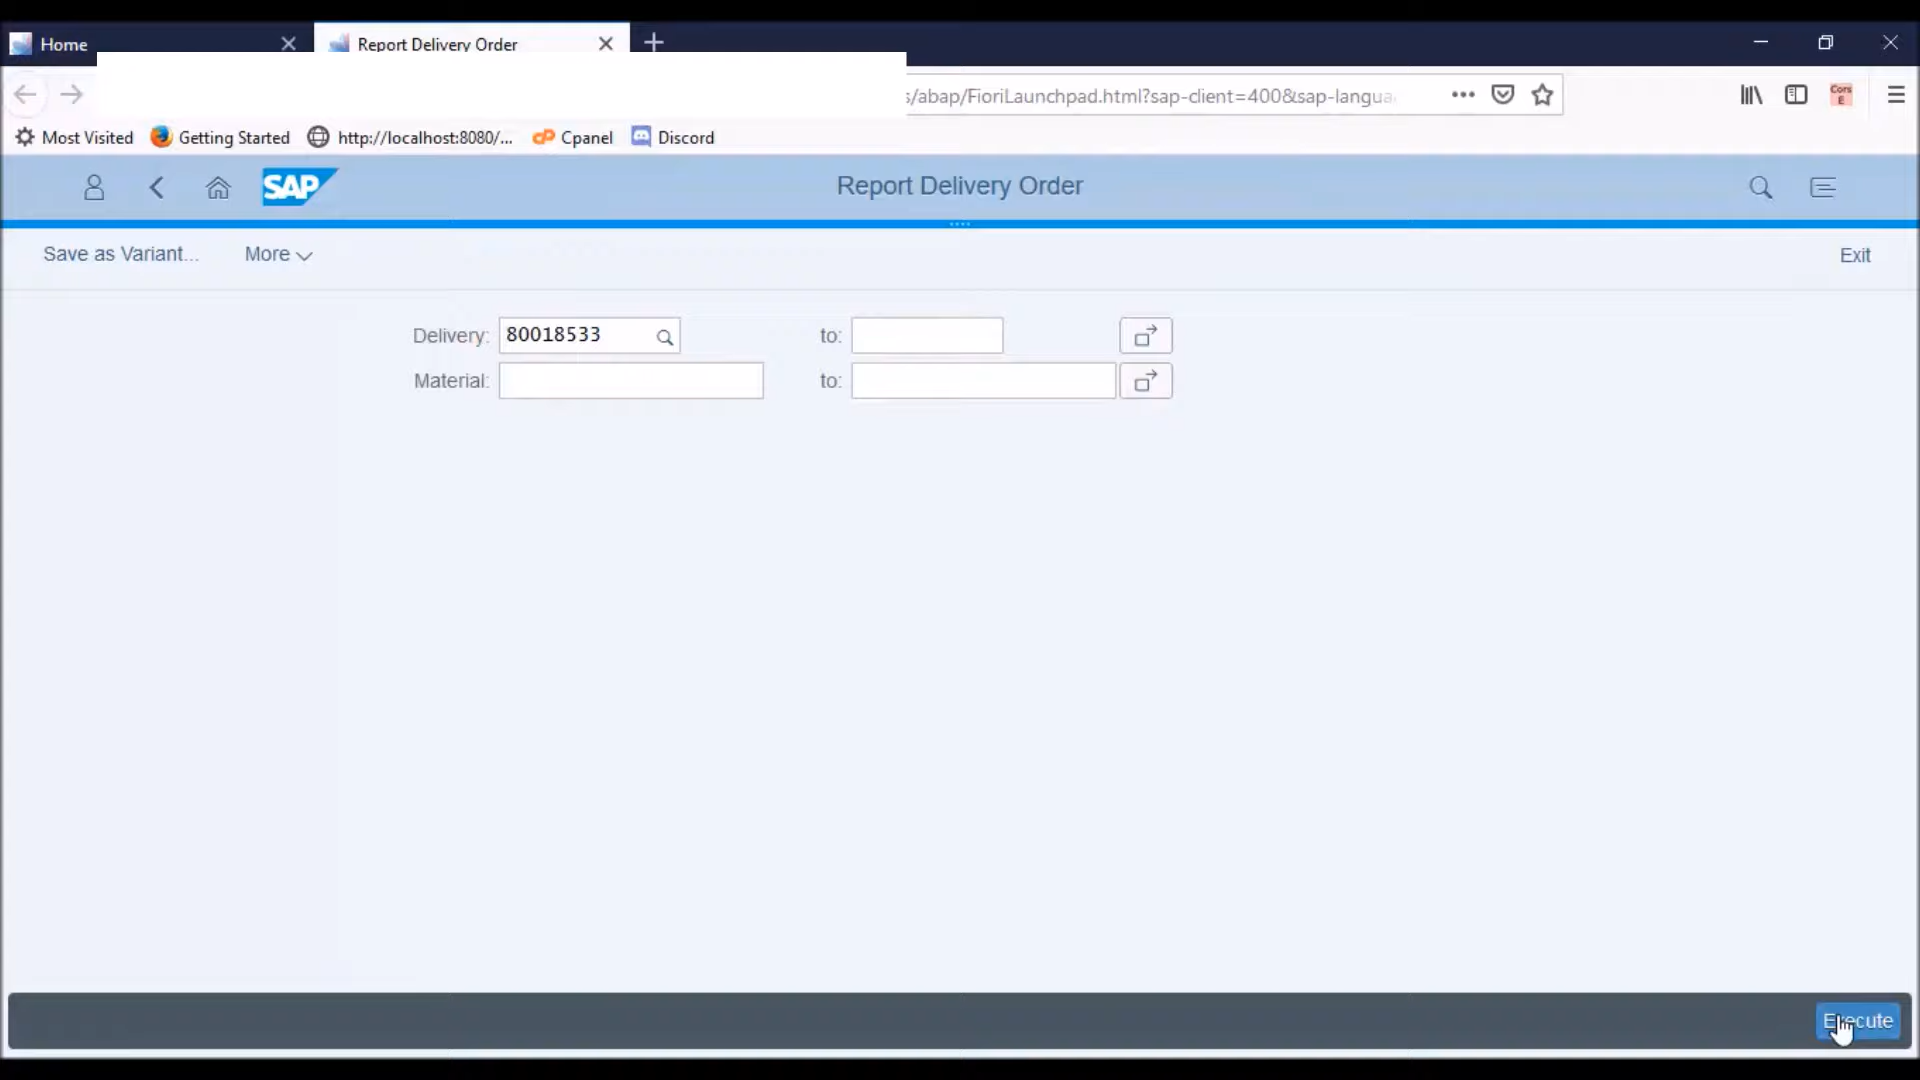 Home
Report Delivery Order
s/abap/FioriLaunchpad.html?sap-client=400&sap-langua
Cors
E
Most Visited
Getting Started
http://localhost:8080/...
Cpanel
Discord
SAP
Report Delivery Order
Save as Variant...
More
Exit
Delivery: 80018533 to:
Material: to:
Execute